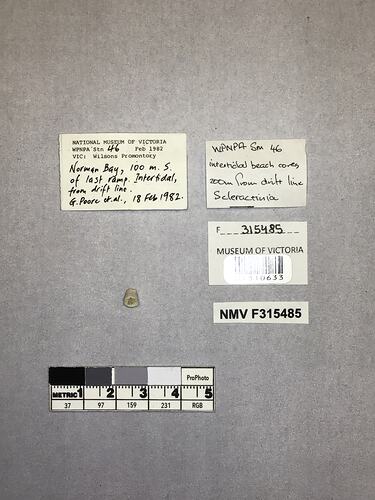 NATIONAL MUSEUM OF VICTORIA
WPNPA Stn 46 Feb 1982
VIC: Wilsons Promontory
Norman Bay, 100 m. S.
of last ramp. Intertidal,
from drift line.
G. Poore et al., 18 Feb 1982.
WPNPA Stn 46
intertidal beach cores
200m from drift line
Scleractinia
F 315485
MUSEUM OF VICTORIA
NMV F315485
METRIC 1 2 3 4 5
ProPhoto
37 97 159 231 RGB